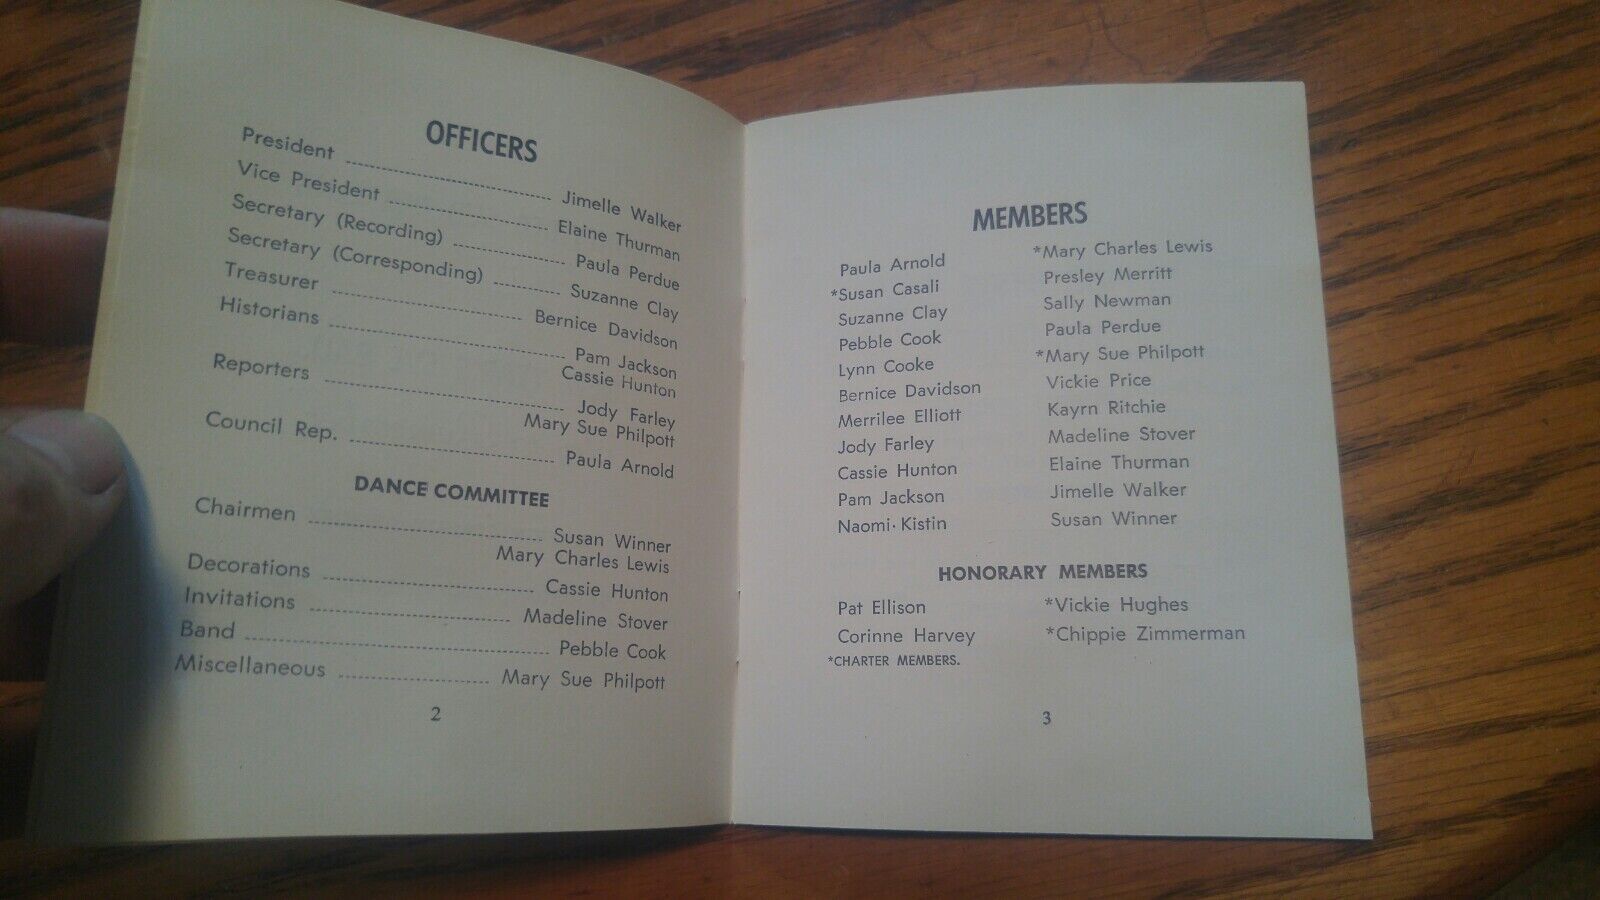 OFFICERS
President ---------- Jimelle Walker
Vice President ---------- Elaine Thurman
Secretary (Recording) ---------- Paula Perdue
Secretary (Corresponding) ---------- Suzanne Clay
Treasurer ---------- Bernice Davidson
Historians ---------- Pam Jackson
Cassie Hunton
Reporters ---------- Jody Farley
Mary Sue Philpott
Council Rep. ---------- Paula Arnold
DANCE COMMITTEE
Chairmen ---------- Susan Winner
Mary Charles Lewis
Decorations ---------- Cassie Hunton
Invitations ---------- Madeline Stover
Band ---------- Pebble Cook
Miscellaneous ---------- Mary Sue Philpott
2
MEMBERS
Paula Arnold
*Susan Casali
Suzanne Clay
Pebble Cook
Lynn Cooke
Bernice Davidson
Merrilee Elliott
Jody Farley
Cassie Hunton
Pam Jackson
Naomi Kistin
*Mary Charles Lewis
Presley Merritt
Sally Newman
Paula Perdue
*Mary Sue Philpott
Vickie Price
Kayrn Ritchie
Madeline Stover
Elaine Thurman
Jimelle Walker
Susan Winner
HONORARY MEMBERS
Pat Ellison
Corinne Harvey
*Vickie Hughes
*Chippie Zimmerman
*CHARTER MEMBERS.
3